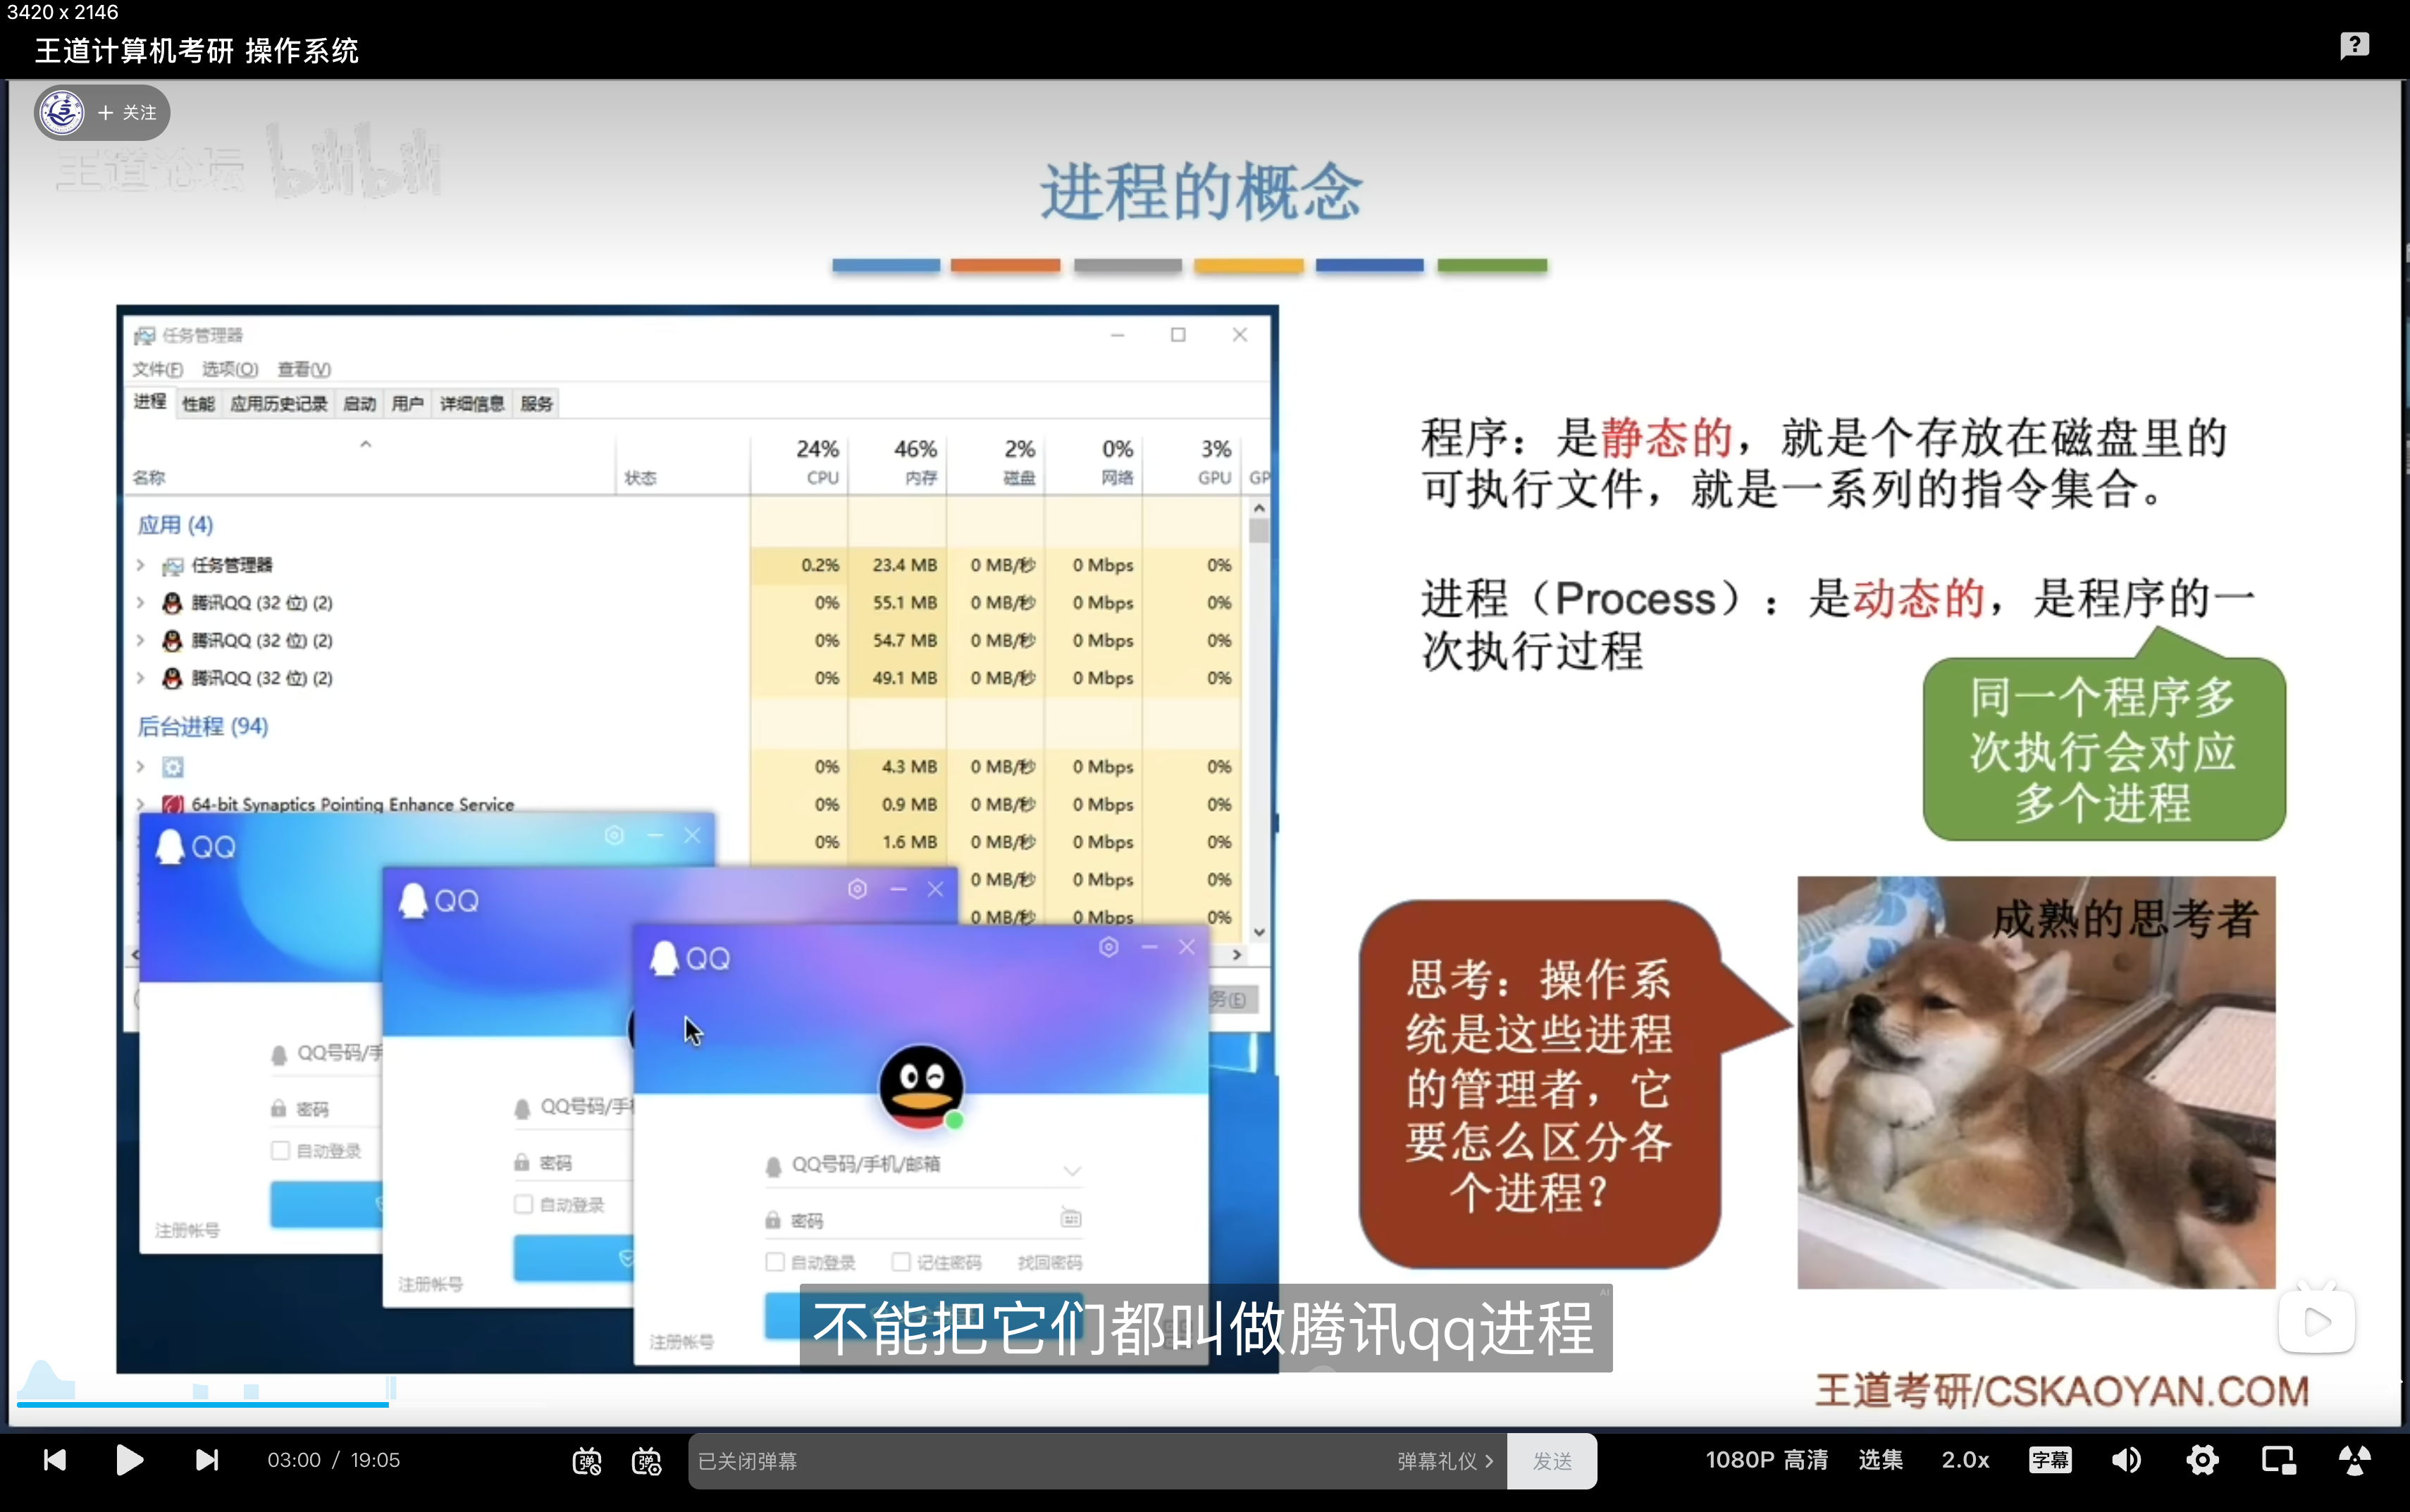 3420 x 2146
王道计算机考研 操作系统
+ 关注
王道论坛 bilibili
进程的概念
任务管理器
文件(F) 选项(O) 查看(V)
进程 性能 应用历史记录 启动 用户 详细信息 服务
24% 46% 2% 0% 3%
名称 状态 CPU 内存 磁盘 网络 GPU GP
应用 (4)
任务管理器 0.2% 23.4 MB 0 MB/秒 0 Mbps 0%
腾讯QQ (32 位) (2) 0% 55.1 MB 0 MB/秒 0 Mbps 0%
腾讯QQ (32 位) (2) 0% 54.7 MB 0 MB/秒 0 Mbps 0%
腾讯QQ (32 位) (2) 0% 49.1 MB 0 MB/秒 0 Mbps 0%
后台进程 (94)
0% 4.3 MB 0 MB/秒 0 Mbps 0%
64-bit Synaptics Pointing Enhance Service 0% 0.9 MB 0 MB/秒 0 Mbps 0%
0% 1.6 MB 0 MB/秒 0 Mbps 0%
0 MB/秒 0 Mbps 0%
0 MB/秒 0 Mbps 0%
务(E)
QQ
QQ号码/手
密码
自动登录
注册帐号
QQ
QQ号码/手机
密码
自动登录
注册帐号
QQ
QQ号码/手机/邮箱
密码
自动登录 记住密码 找回密码
注册帐号
程序：是静态的，就是个存放在磁盘里的
可执行文件，就是一系列的指令集合。
进程（Process）：是动态的，是程序的一
次执行过程
同一个程序多
次执行会对应
多个进程
思考：操作系
统是这些进程
的管理者，它
要怎么区分各
个进程？
成熟的思考者
不能把它们都叫做腾讯qq进程
AI
王道考研/CSKAOYAN.COM
03:00 / 19:05
弹
弹
已关闭弹幕
弹幕礼仪 >
发送
1080P 高清
选集
2.0x
字幕